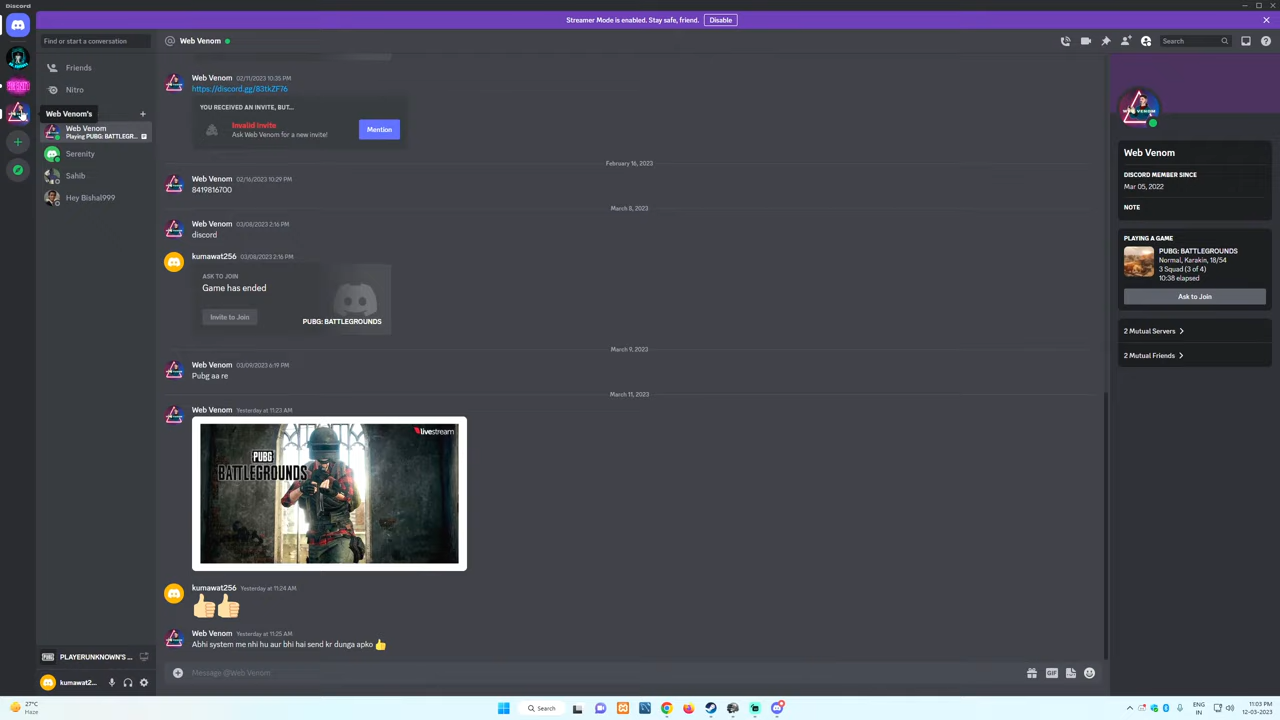 Discord
Streamer Mode is enabled. Stay safe, friend.
Disable
Find or start a conversation
Friends
Nitro
Web Venom's
Web Venom
Playing PUBG: BATTLEGR...
Serenity
Sahib
Hey Bishal999
PUBG
PLAYERUNKNOWN'S ...
kumawat2...
Web Venom
Search
Web Venom 02/11/2023 10:35 PM
https://discord.gg/83tkZF76
YOU RECEIVED AN INVITE, BUT...
Invalid Invite
Ask Web Venom for a new invite!
Mention
February 16, 2023
Web Venom 02/16/2023 10:29 PM
8419816700
March 8, 2023
Web Venom 03/08/2023 2:16 PM
discord
kumawat256 03/08/2023 2:16 PM
ASK TO JOIN
Game has ended
Invite to Join
PUBG: BATTLEGROUNDS
March 9, 2023
Web Venom 03/09/2023 6:19 PM
Pubg aa re
March 11, 2023
Web Venom Yesterday at 11:23 AM
livestream
PUBG
BATTLEGROUNDS
kumawat256 Yesterday at 11:24 AM
Web Venom Yesterday at 11:25 AM
Abhi system me nhi hu aur bhi hai send kr dunga apko
Message @Web Venom
GIF
WEB VENOM
Web Venom
DISCORD MEMBER SINCE
Mar 05, 2022
NOTE
PLAYING A GAME
PUBG: BATTLEGROUNDS
Normal, Karakin, 18/54
3 Squad (3 of 4)
10:38 elapsed
Ask to Join
2 Mutual Servers
2 Mutual Friends
27°C
Haze
Search
ENG
IN
11:03 PM
12-03-2023